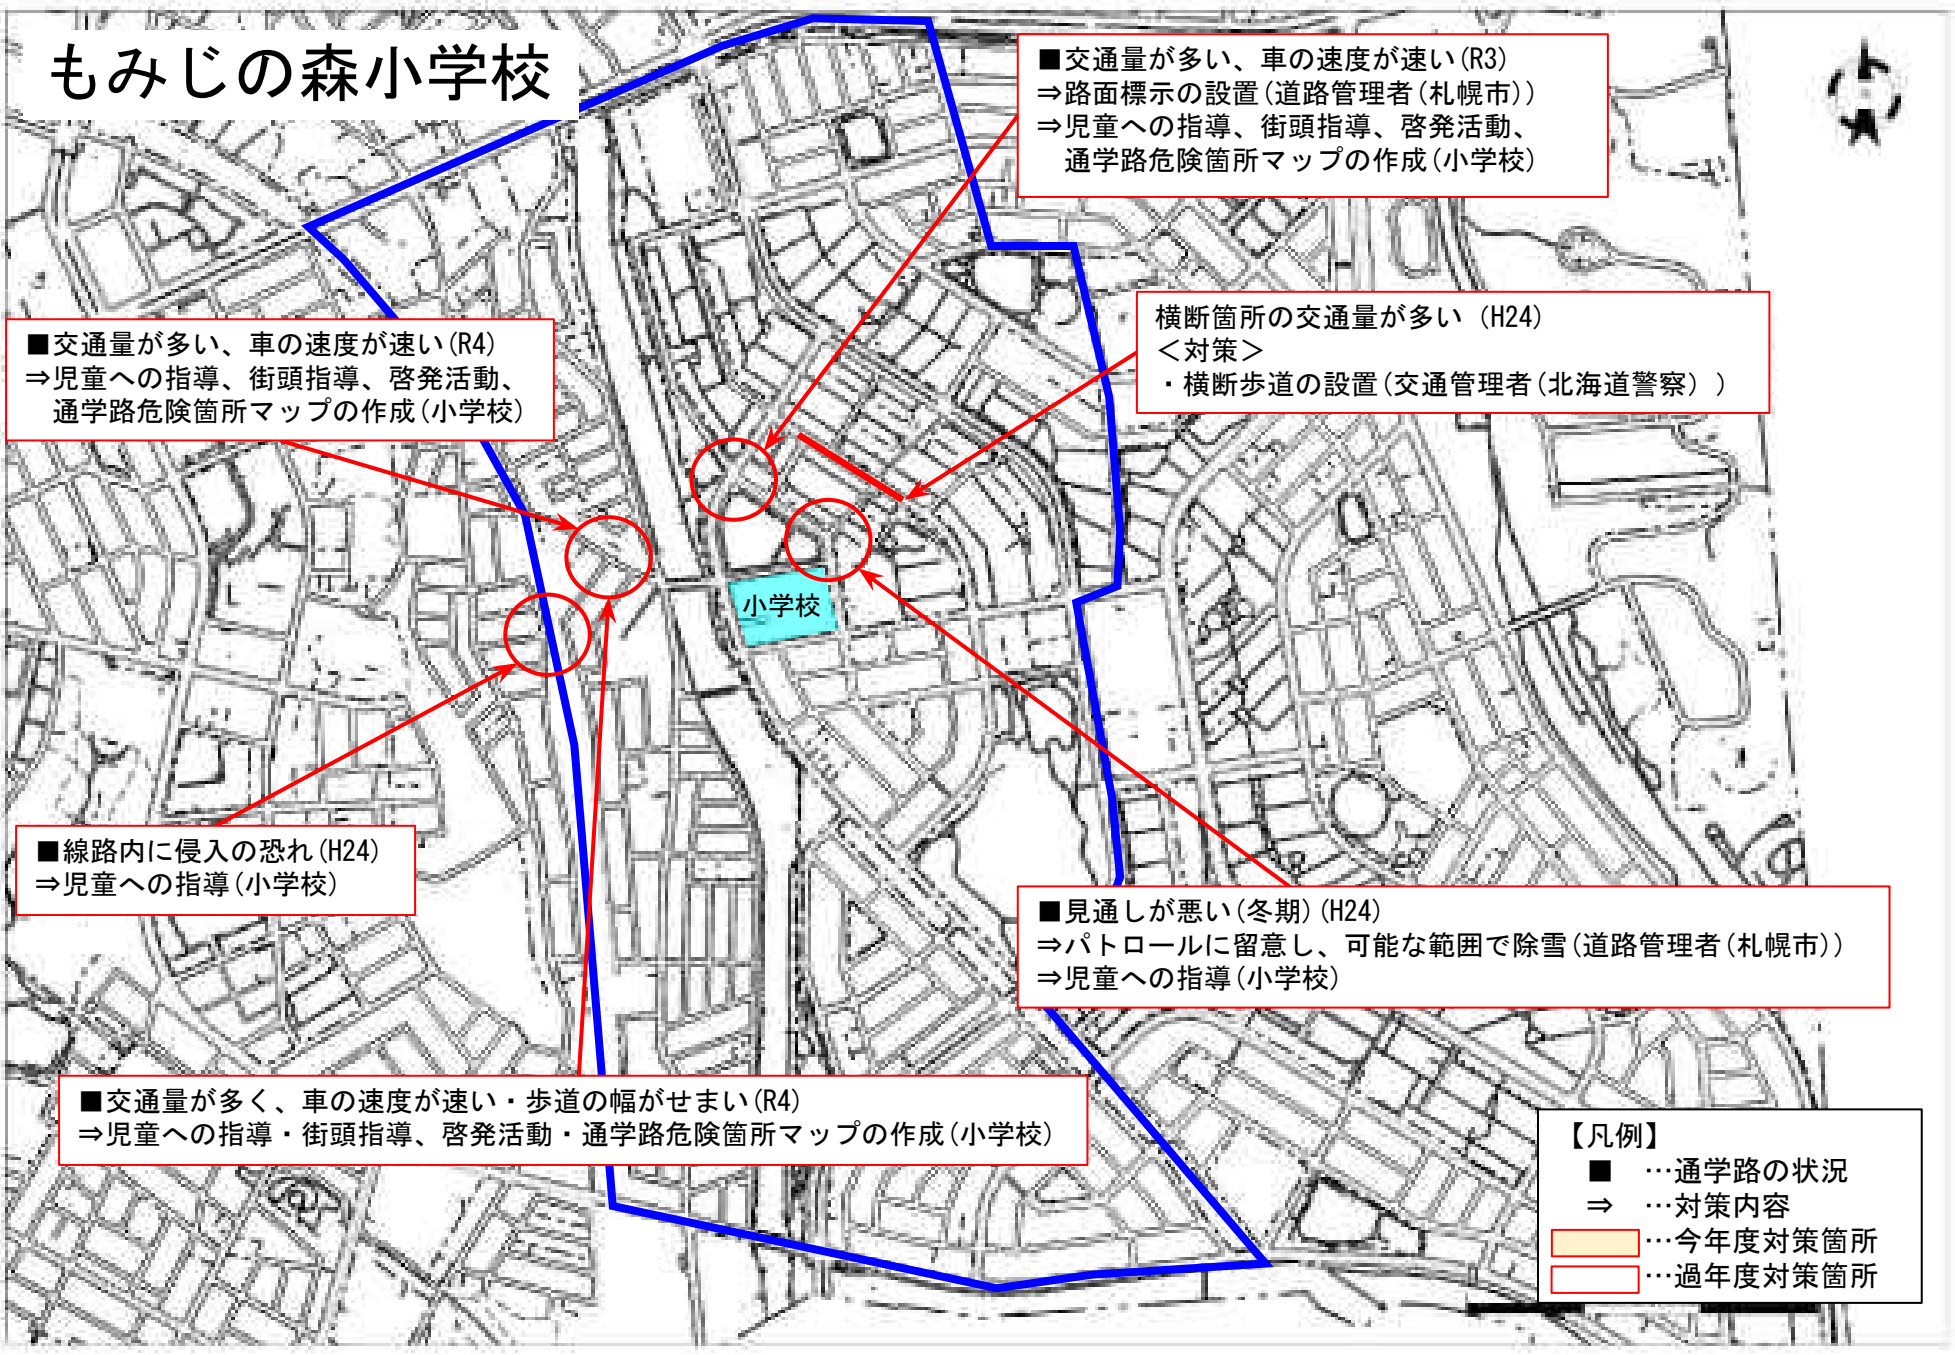 もみじの森小学校
■交通量が多い、車の速度が速い(R3)
⇒路面標示の設置(道路管理者(札幌市))
⇒児童への指導、街頭指導、啓発活動、
通学路危険箇所マップの作成(小学校)
横断箇所の交通量が多い (H24)
＜対策＞
・横断歩道の設置(交通管理者(北海道警察) )
■交通量が多い、車の速度が速い(R4)
⇒児童への指導、街頭指導、啓発活動、
通学路危険箇所マップの作成(小学校)
小学校
■線路内に侵入の恐れ(H24)
⇒児童への指導(小学校)
■見通しが悪い(冬期)(H24)
⇒パトロールに留意し、可能な範囲で除雪(道路管理者(札幌市))
⇒児童への指導(小学校)
■交通量が多く、車の速度が速い・歩道の幅がせまい(R4)
⇒児童への指導・街頭指導、啓発活動・通学路危険箇所マップの作成(小学校)
【凡例】
■ …通学路の状況
⇒ …対策内容
…今年度対策箇所
…過年度対策箇所